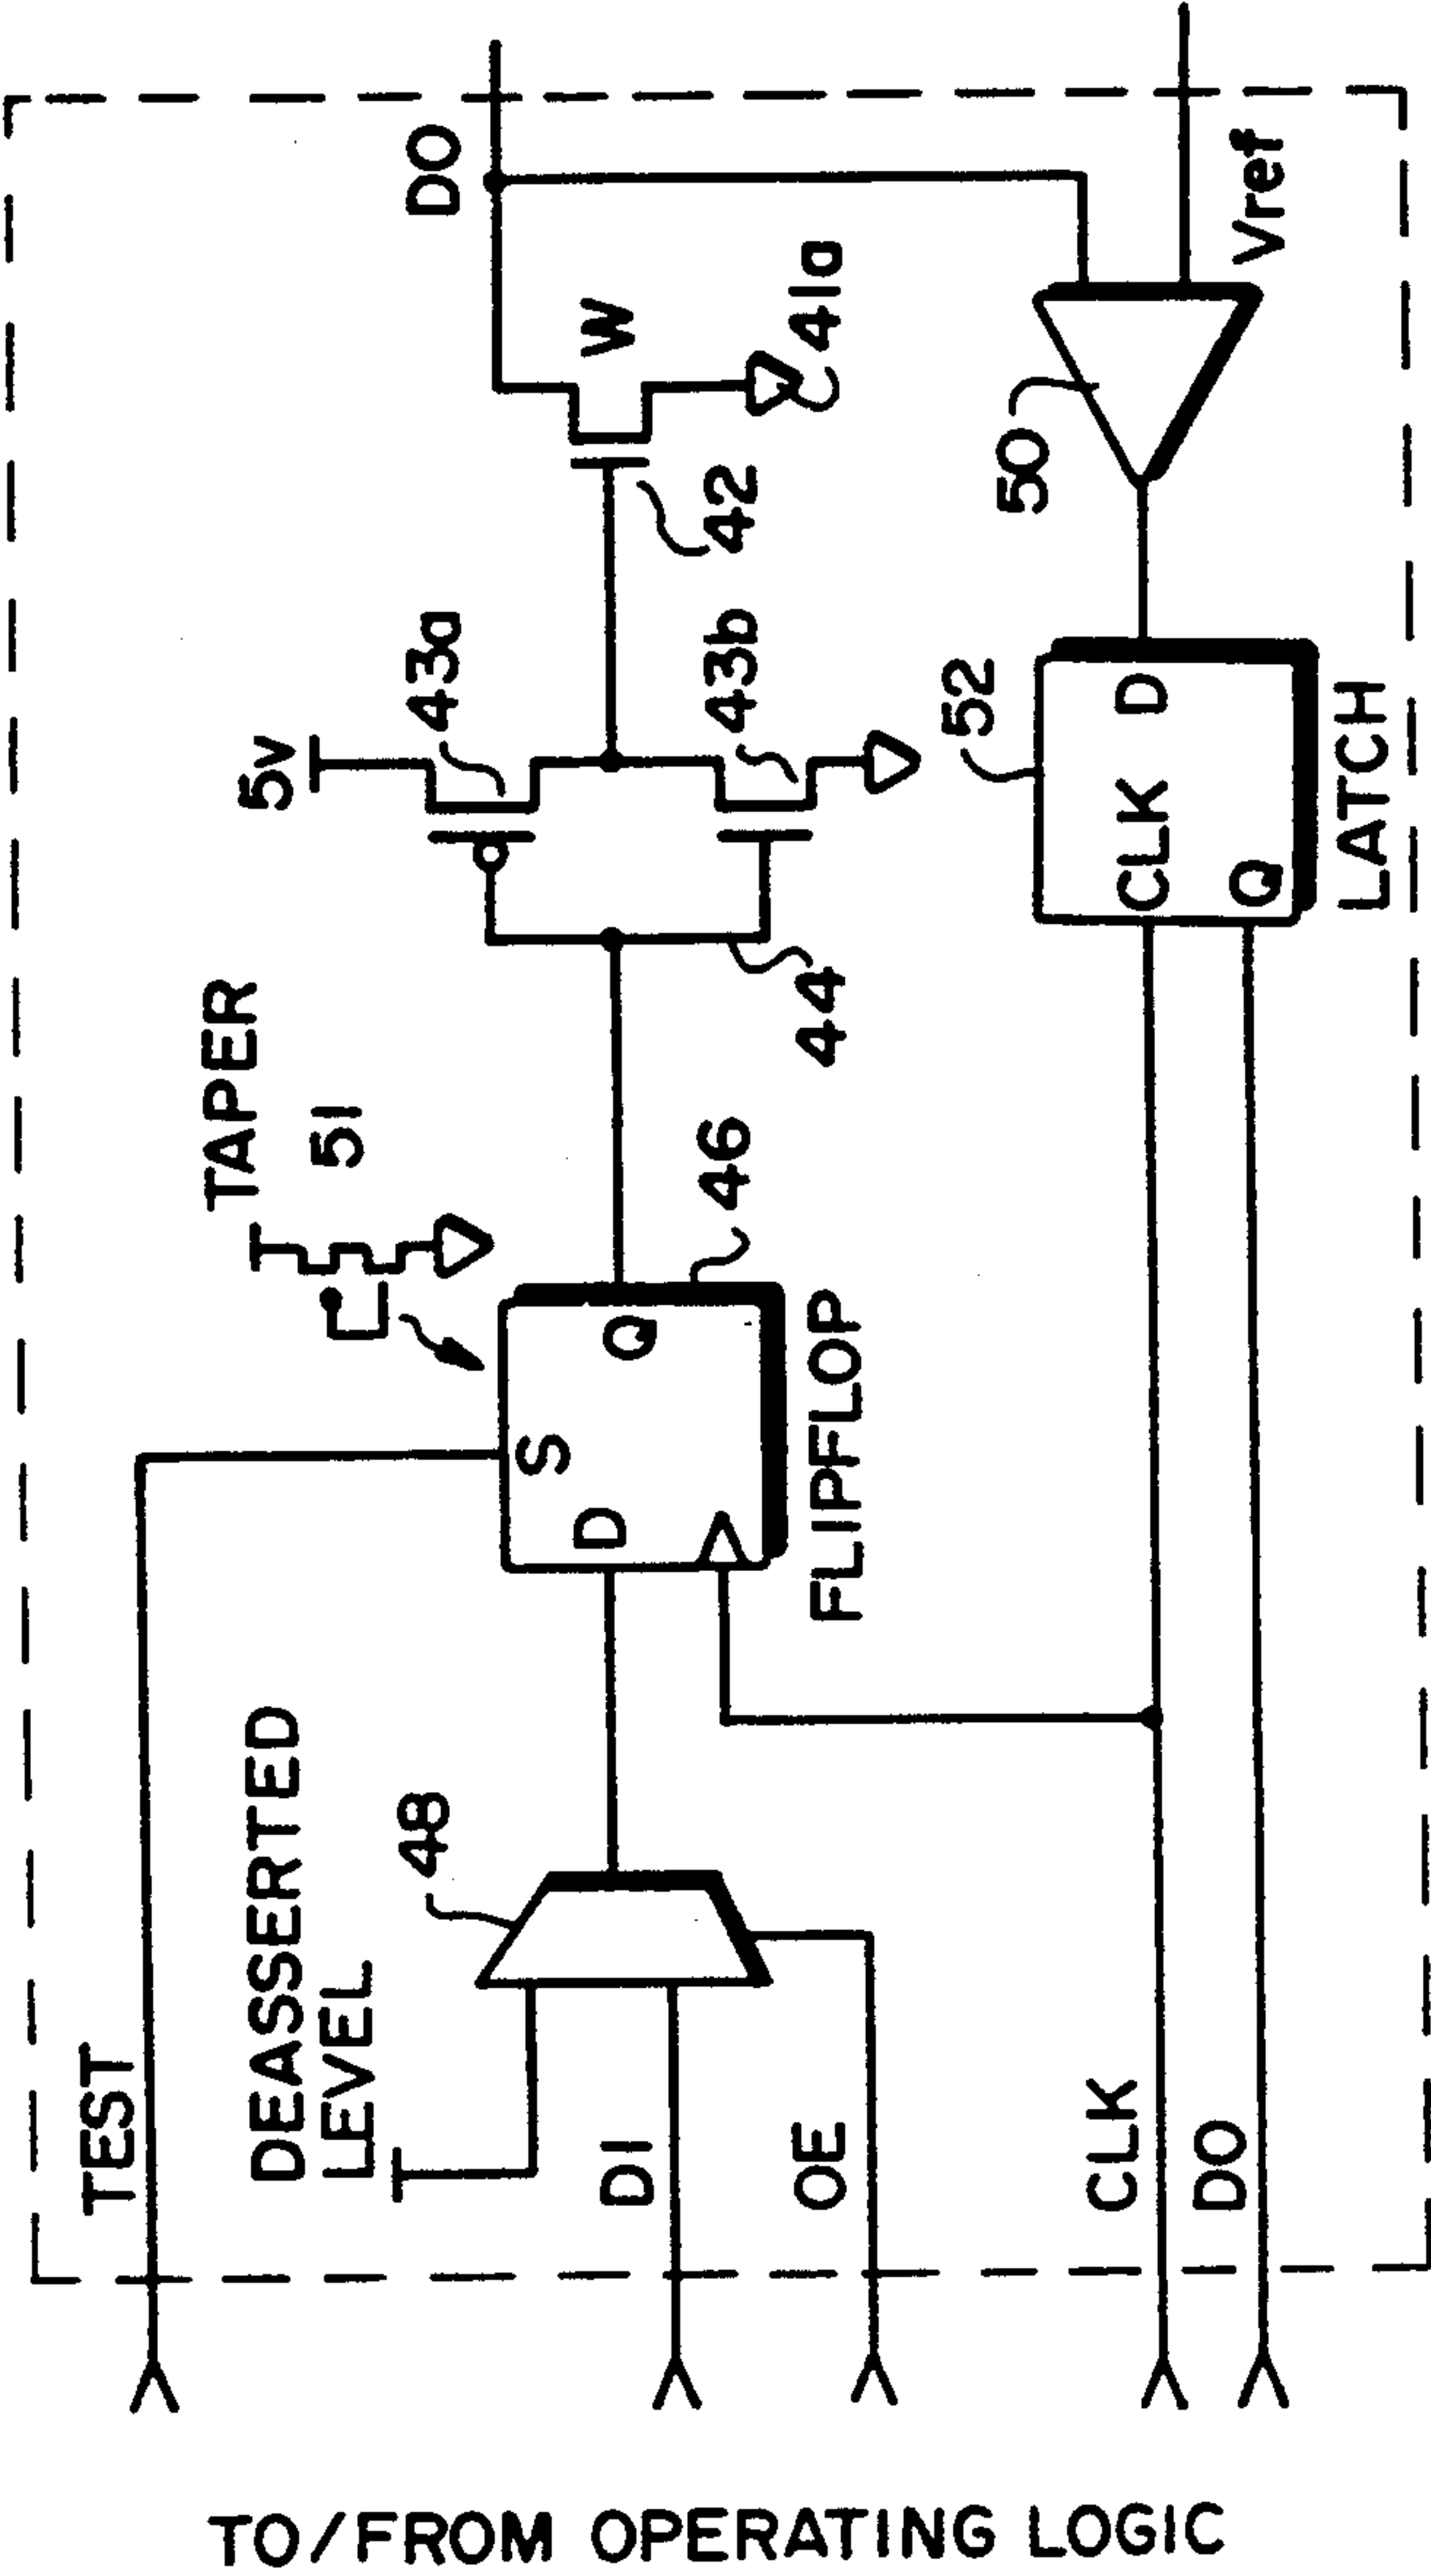 TEST
DEASSERTED
LEVEL
48
DI
OE
CLK
DO
TAPER
51
S
D
Q
46
FLIPFLOP
5v
43a
43b
44
42
W
41a
DO
52
CLK
D
Q
LATCH
50
Vref
TO/FROM OPERATING LOGIC